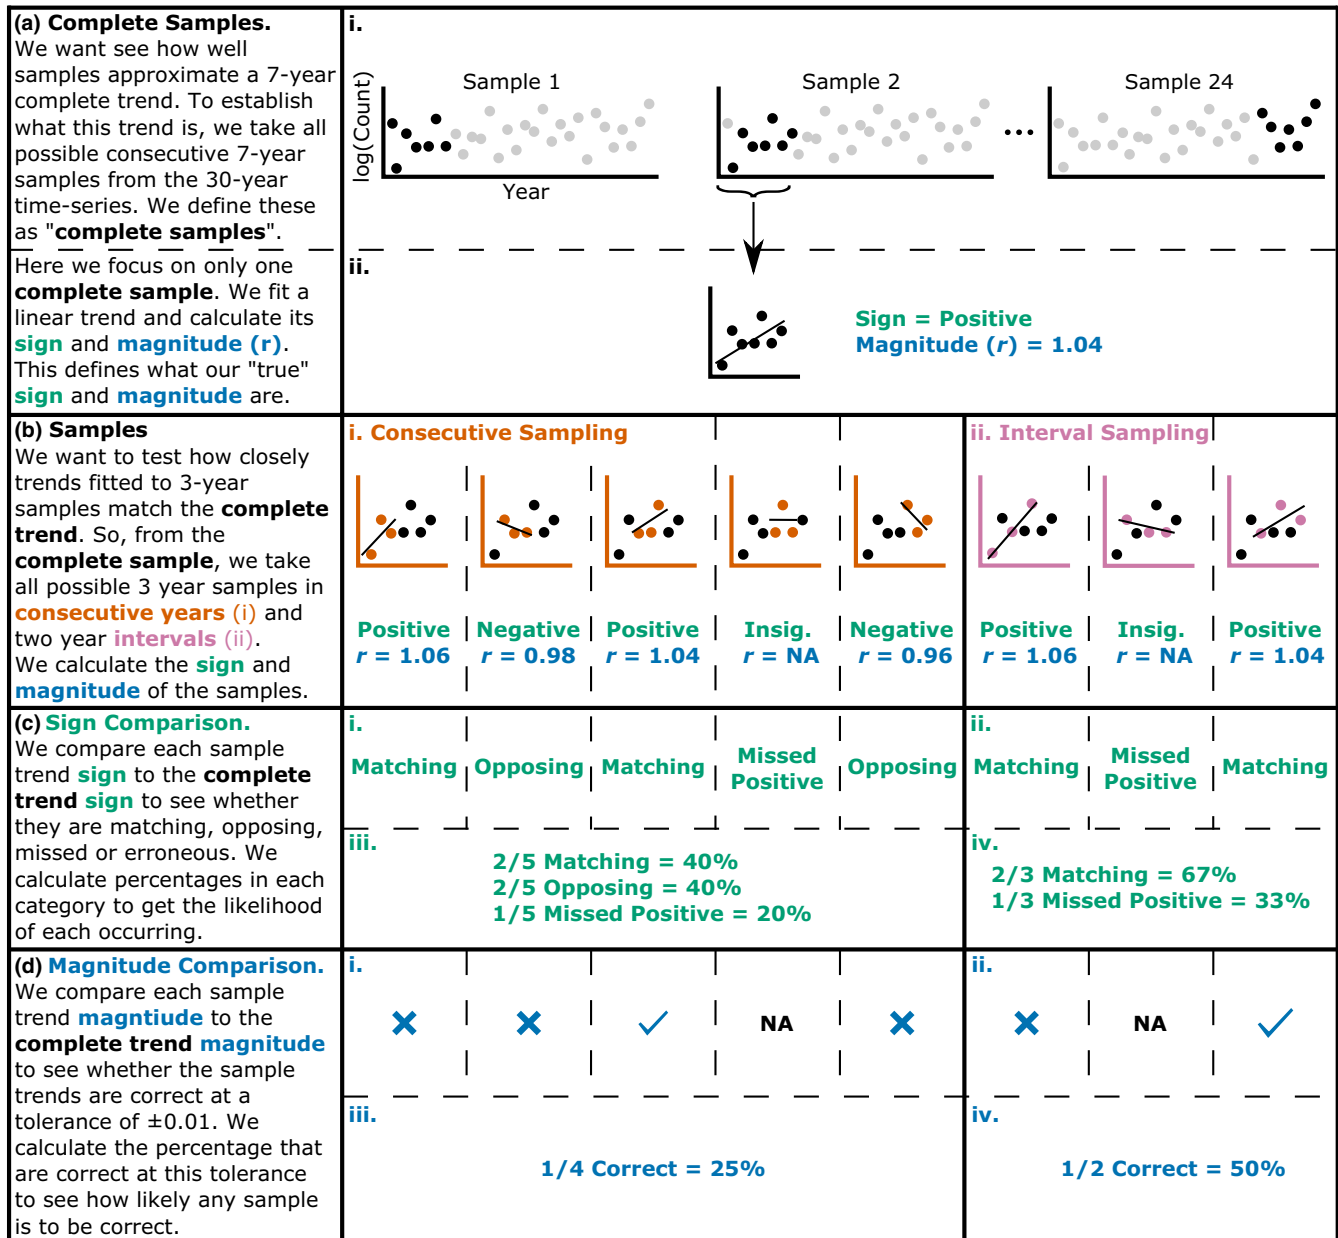 (a) Complete Samples.
We want see how well
samples approximate a 7-year
complete trend. To establish
what this trend is, we take all
possible consecutive 7-year
samples from the 30-year
time-series. We define these
as "complete samples".
i.
Sample 1
Sample 2
Sample 24
log(Count)
Year
...
Here we focus on only one
complete sample. We fit a
linear trend and calculate its
sign and magnitude (r).
This defines what our "true"
sign and magnitude are.
ii.
Sign = Positive
Magnitude (r) = 1.04
(b) Samples
We want to test how closely
trends fitted to 3-year
samples match the complete
trend. So, from the
complete sample, we take
all possible 3 year samples in
consecutive years (i) and
two year intervals (ii).
We calculate the sign and
magnitude of the samples.
i. Consecutive Sampling
Positive
r = 1.06
Negative
r = 0.98
Positive
r = 1.04
Insig.
r = NA
Negative
r = 0.96
ii. Interval Sampling
Positive
r = 1.06
Insig.
r = NA
Positive
r = 1.04
(c) Sign Comparison.
We compare each sample
trend sign to the complete
trend sign to see whether
they are matching, opposing,
missed or erroneous. We
calculate percentages in each
category to get the likelihood
of each occurring.
i.
Matching
Opposing
Matching
Missed
Positive
Opposing
ii.
Matching
Missed
Positive
Matching
iii.
2/5 Matching = 40%
2/5 Opposing = 40%
1/5 Missed Positive = 20%
iv.
2/3 Matching = 67%
1/3 Missed Positive = 33%
(d) Magnitude Comparison.
We compare each sample
trend magntiude to the
complete trend magnitude
to see whether the sample
trends are correct at a
tolerance of ±0.01. We
calculate the percentage that
are correct at this tolerance
to see how likely any sample
is to be correct.
i.
NA
ii.
NA
iii.
1/4 Correct = 25%
iv.
1/2 Correct = 50%